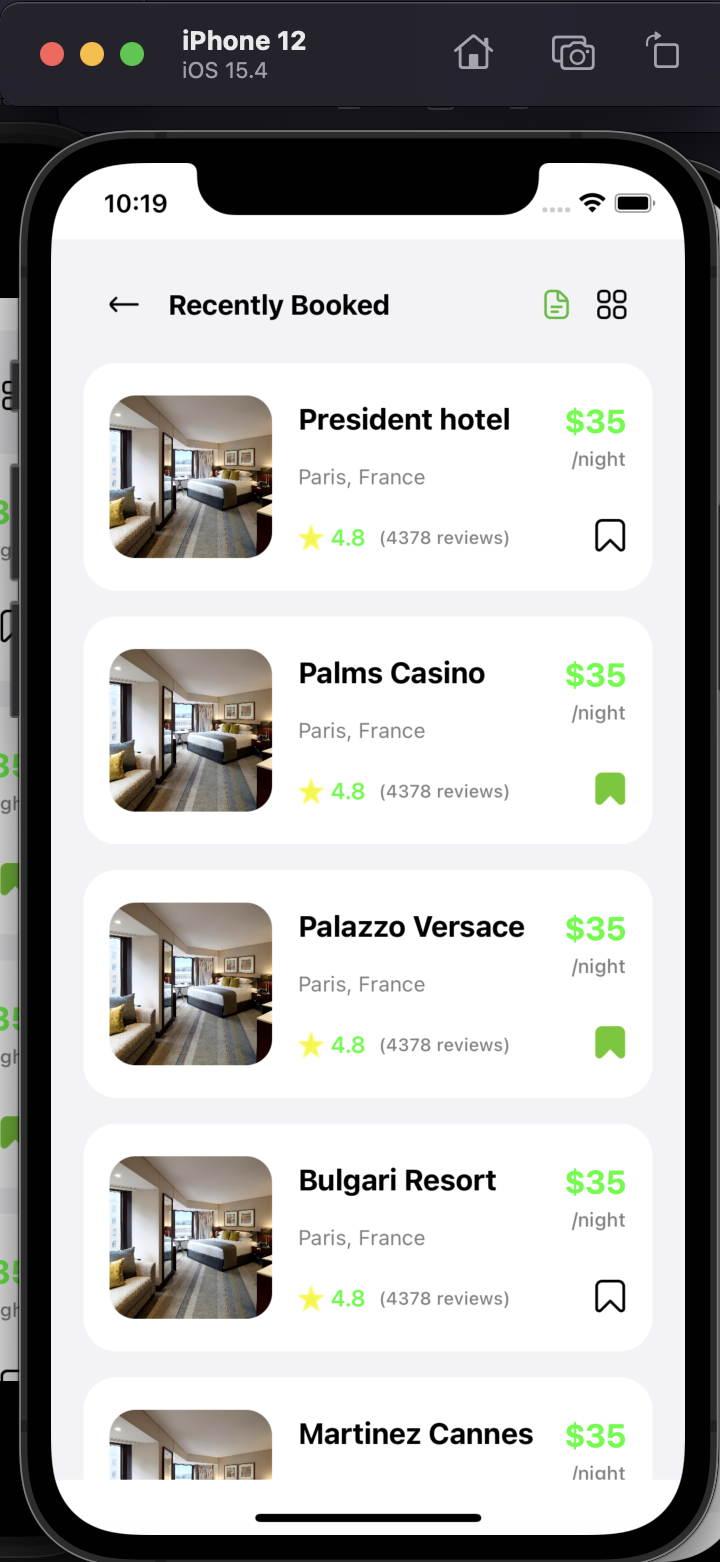 iPhone 12
iOS 15.4
10:19
Recently Booked
President hotel
$35
/night
Paris, France
4.8 (4378 reviews)
Palms Casino
$35
/night
Paris, France
4.8 (4378 reviews)
Palazzo Versace
$35
/night
Paris, France
4.8 (4378 reviews)
Bulgari Resort
$35
/night
Paris, France
4.8 (4378 reviews)
Martinez Cannes
$35
/night